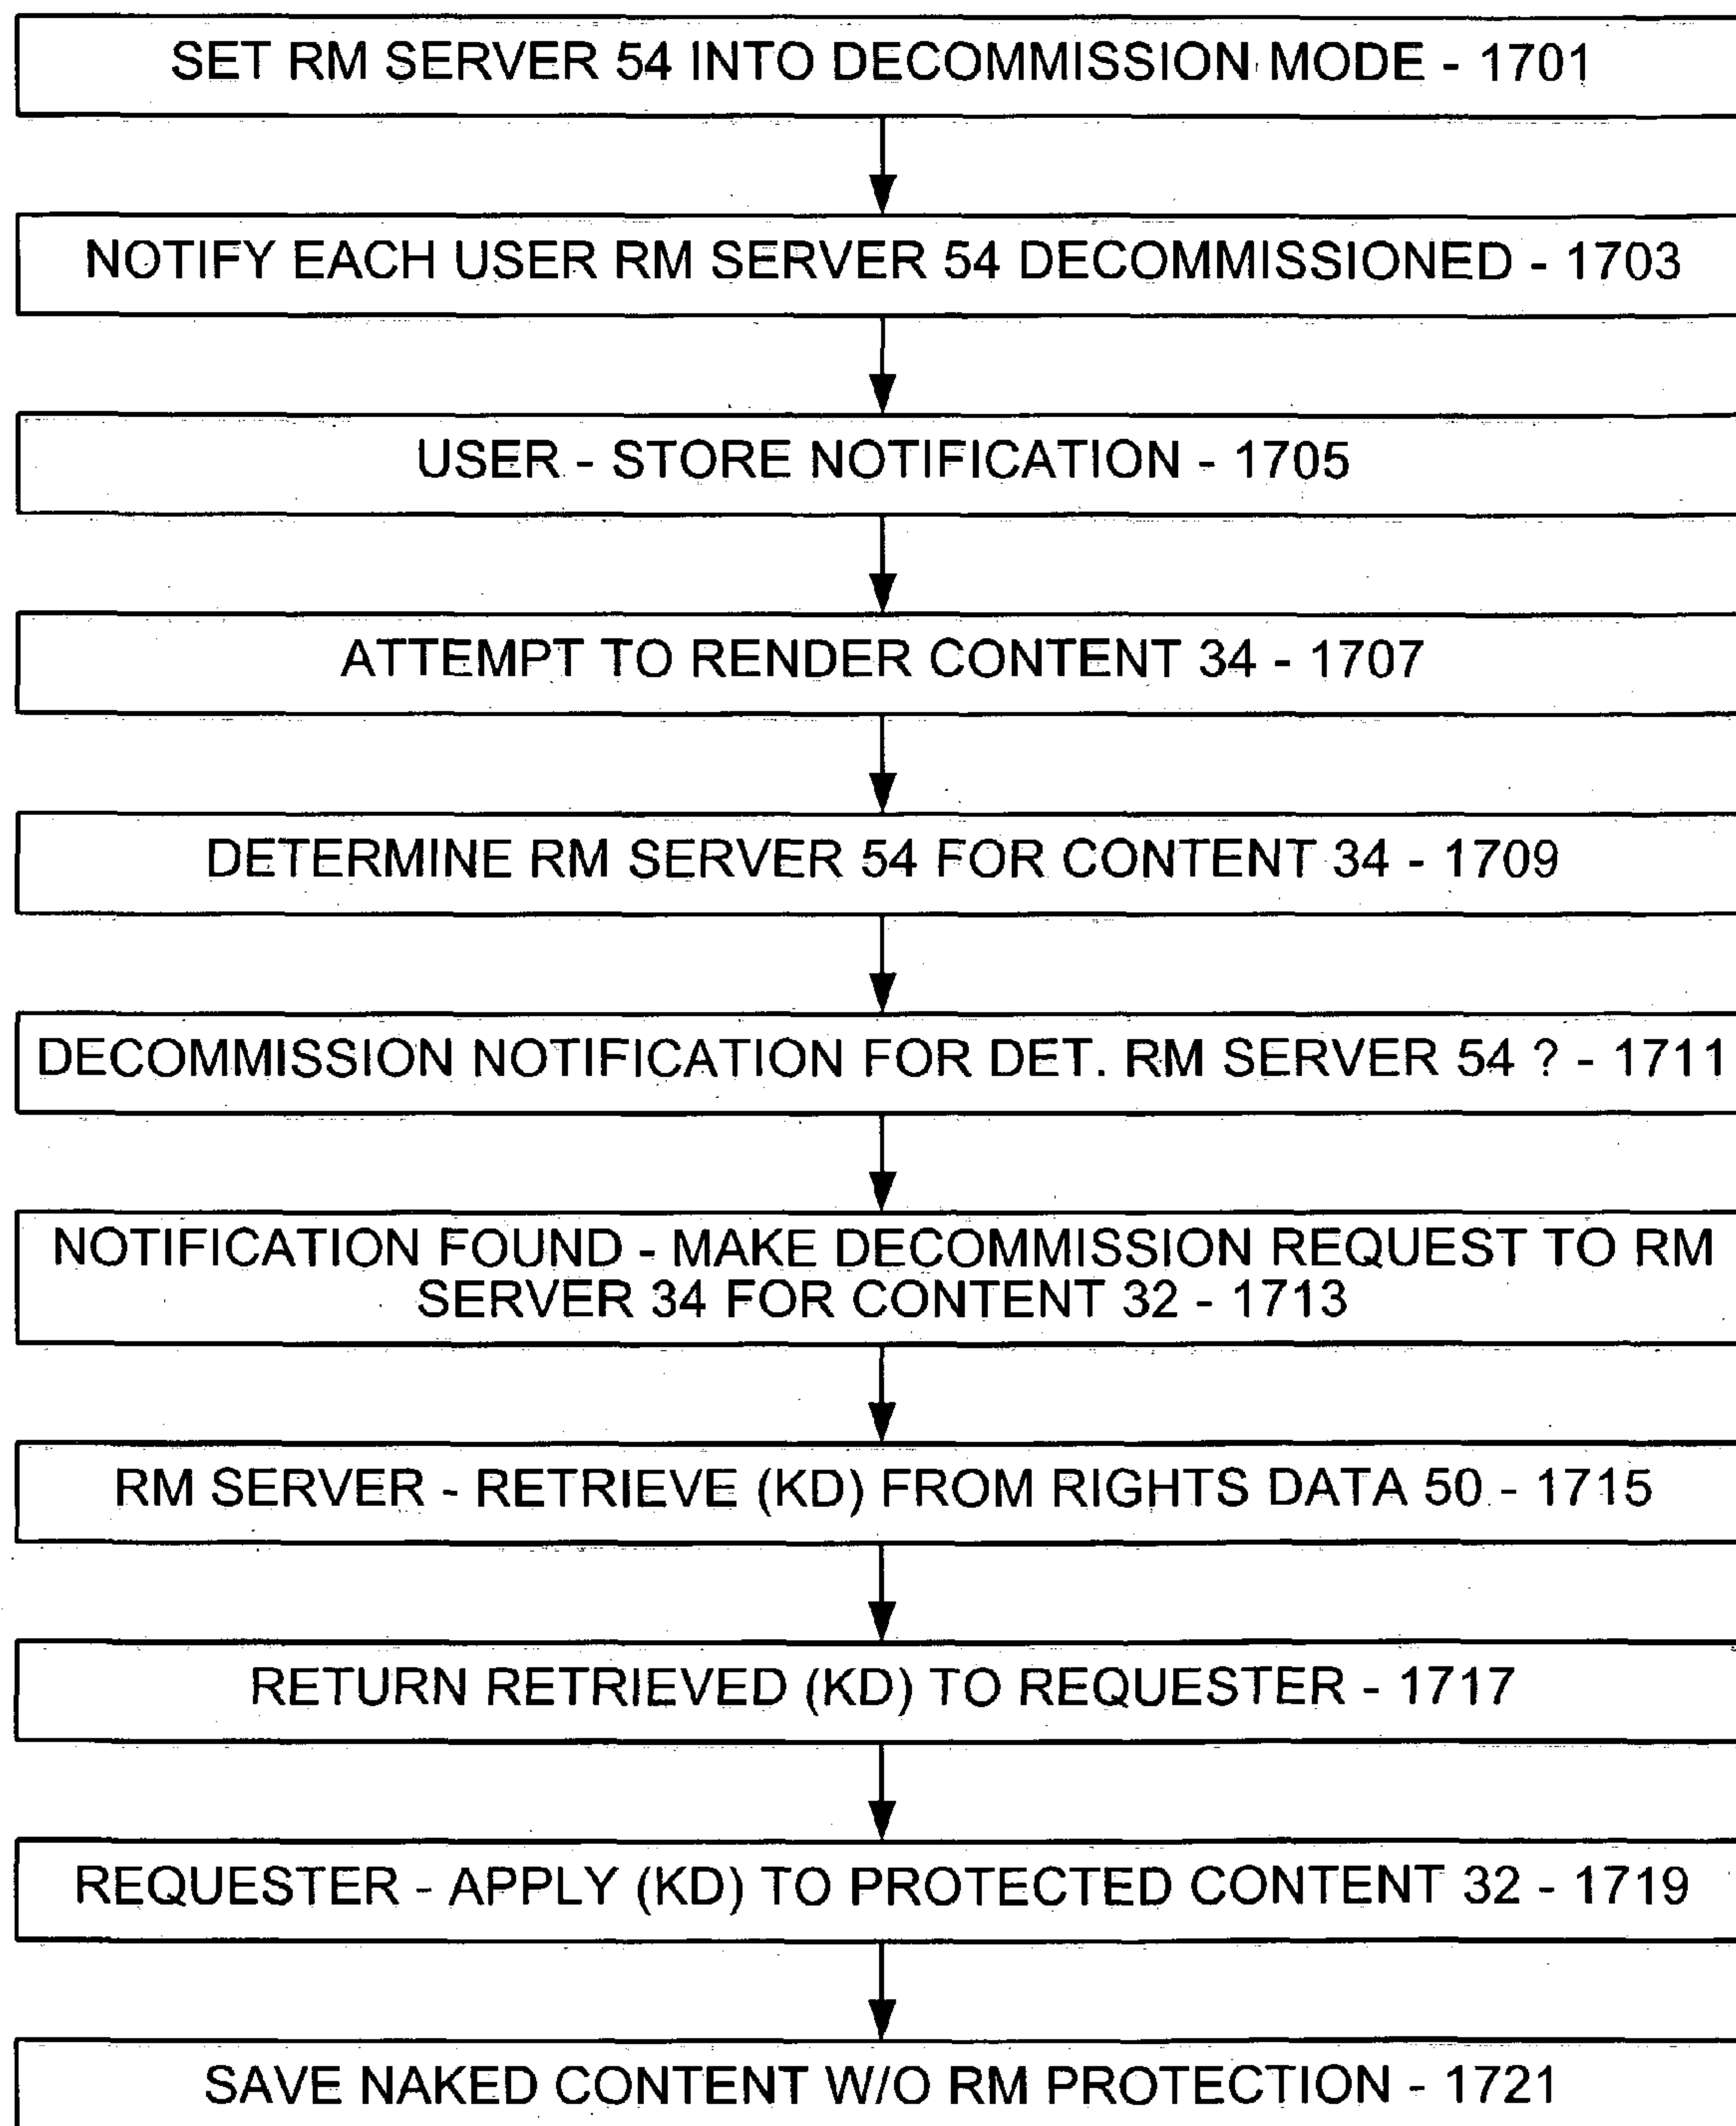 SET RM SERVER 54 INTO DECOMMISSION MODE - 1701
NOTIFY EACH USER RM SERVER 54 DECOMMISSIONED - 1703
USER - STORE NOTIFICATION - 1705
ATTEMPT TO RENDER CONTENT 34 - 1707
DETERMINE RM SERVER 54 FOR CONTENT 34 - 1709
DECOMMISSION NOTIFICATION FOR DET. RM SERVER 54 ? - 1711
NOTIFICATION FOUND - MAKE DECOMMISSION REQUEST TO RM
SERVER 34 FOR CONTENT 32 - 1713
RM SERVER - RETRIEVE (KD) FROM RIGHTS DATA 50 - 1715
RETURN RETRIEVED (KD) TO REQUESTER - 1717
REQUESTER - APPLY (KD) TO PROTECTED CONTENT 32 - 1719
SAVE NAKED CONTENT W/O RM PROTECTION - 1721